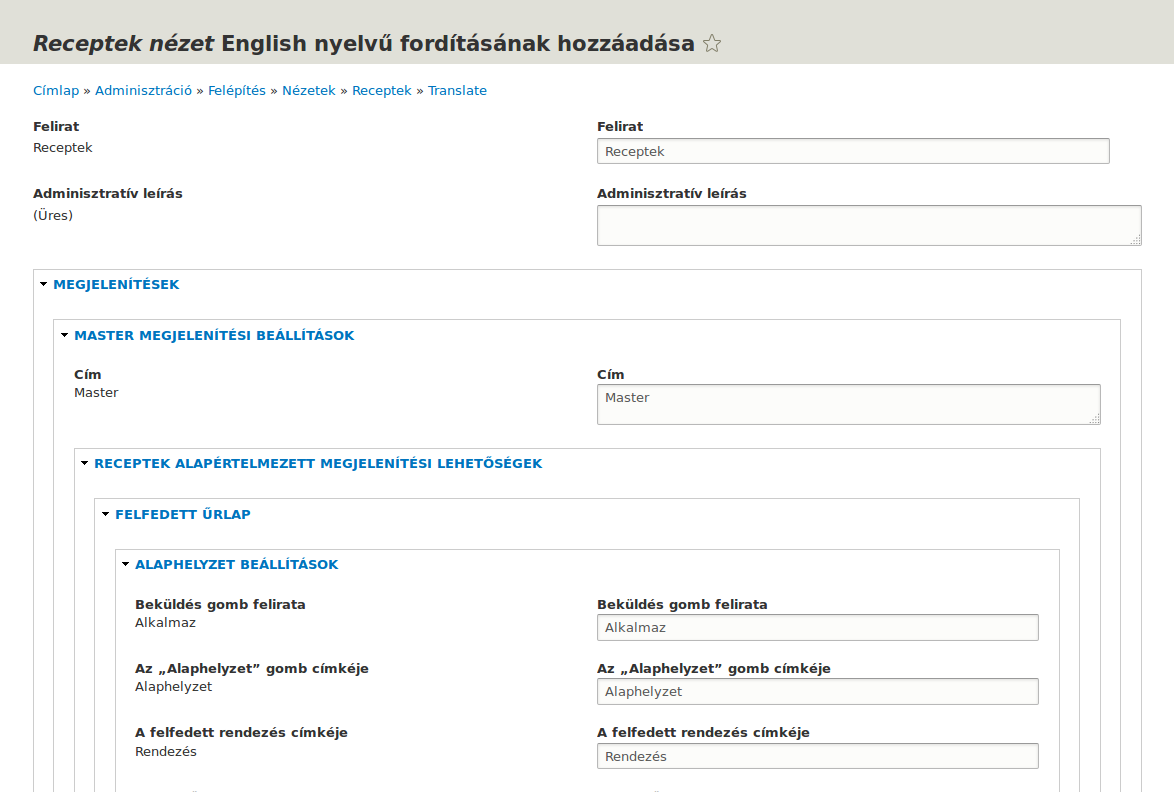 Receptek nézet English nyelvű fordításának hozzáadása
Címlap » Adminisztráció » Felépítés » Nézetek » Receptek » Translate
Felirat
Receptek
Felirat
Receptek
Adminisztratív leírás
(Üres)
Adminisztratív leírás
MEGJELENÍTÉSEK
MASTER MEGJELENÍTÉSI BEÁLLÍTÁSOK
Cím
Master
Cím
Master
RECEPTEK ALAPÉRTELMEZETT MEGJELENÍTÉSI LEHETŐSÉGEK
FELFEDETT ŰRLAP
ALAPHELYZET BEÁLLÍTÁSOK
Beküldés gomb felirata
Alkalmaz
Beküldés gomb felirata
Alkalmaz
Az „Alaphelyzet” gomb címkéje
Alaphelyzet
Az „Alaphelyzet” gomb címkéje
Alaphelyzet
A felfedett rendezés címkéje
Rendezés
A felfedett rendezés címkéje
Rendezés